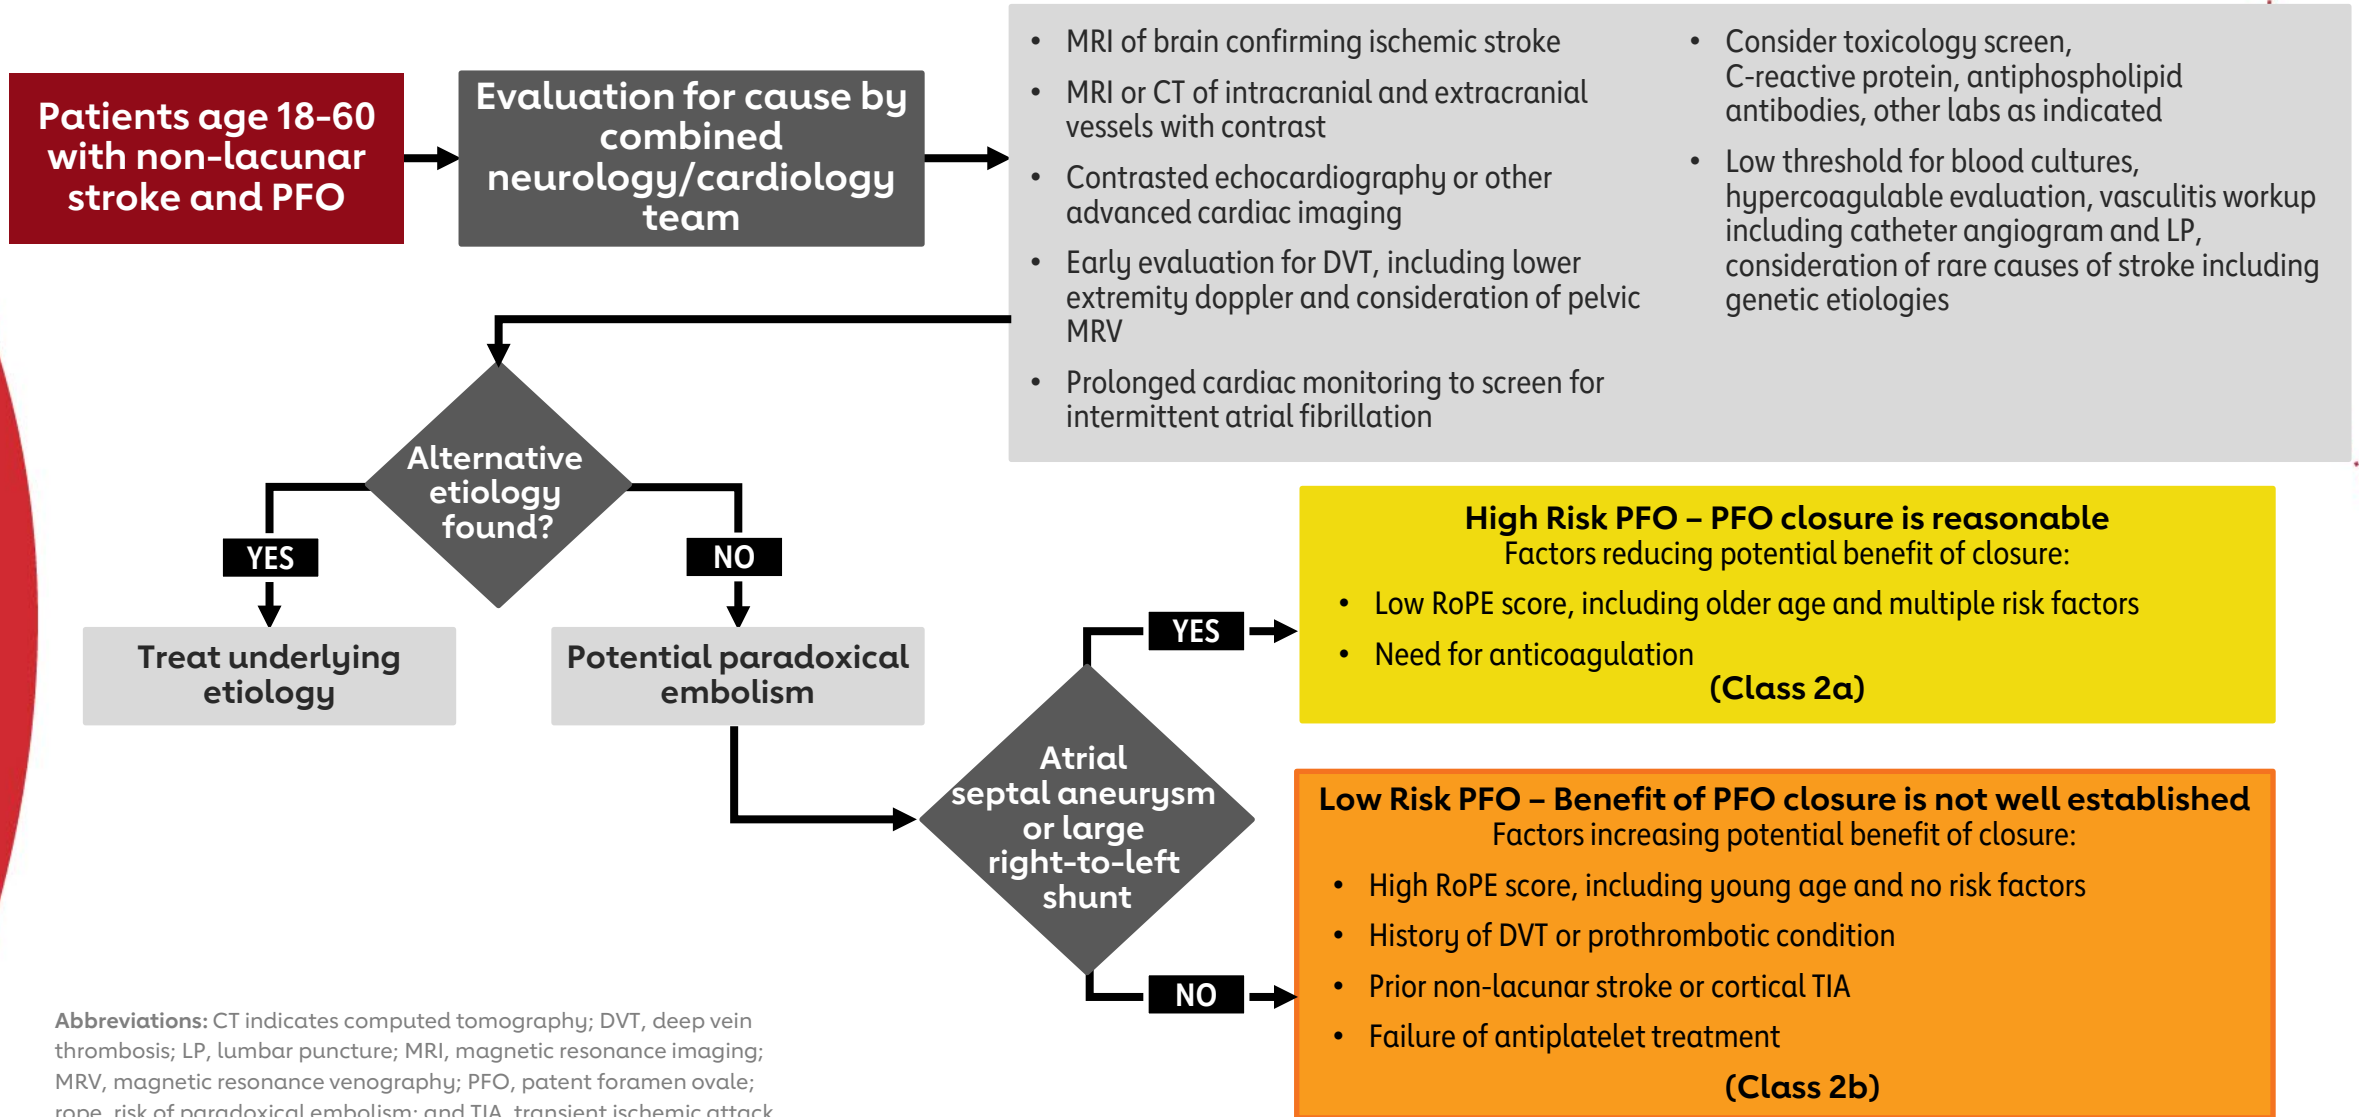 Patients age 18-60
with non-lacunar
stroke and PFO
Evaluation for cause by
combined
neurology/cardiology
team
• MRI of brain confirming ischemic stroke
• MRI or CT of intracranial and extracranial
vessels with contrast
• Contrasted echocardiography or other
advanced cardiac imaging
• Early evaluation for DVT, including lower
extremity doppler and consideration of pelvic
MRV
• Prolonged cardiac monitoring to screen for
intermittent atrial fibrillation
• Consider toxicology screen,
C-reactive protein, antiphospholipid
antibodies, other labs as indicated
• Low threshold for blood cultures,
hypercoagulable evaluation, vasculitis workup
including catheter angiogram and LP,
consideration of rare causes of stroke including
genetic etiologies
Alternative
etiology
found?
YES
NO
Treat underlying
etiology
Potential paradoxical
embolism
Atrial
septal aneurysm
or large
right-to-left
shunt
YES
NO
High Risk PFO – PFO closure is reasonable
Factors reducing potential benefit of closure:
• Low RoPE score, including older age and multiple risk factors
• Need for anticoagulation
(Class 2a)
Low Risk PFO – Benefit of PFO closure is not well established
Factors increasing potential benefit of closure:
• High RoPE score, including young age and no risk factors
• History of DVT or prothrombotic condition
• Prior non-lacunar stroke or cortical TIA
• Failure of antiplatelet treatment
(Class 2b)
Abbreviations: CT indicates computed tomography; DVT, deep vein
thrombosis; LP, lumbar puncture; MRI, magnetic resonance imaging;
MRV, magnetic resonance venography; PFO, patent foramen ovale;
rope, risk of paradoxical embolism; and TIA, transient ischemic attack